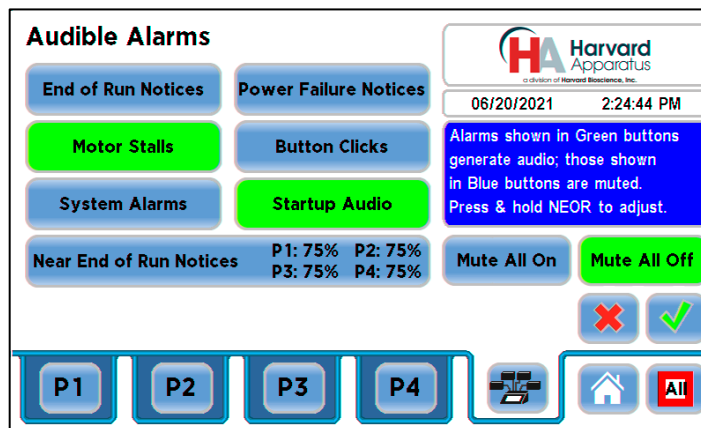 Audible Alarms
End of Run Notices
Power Failure Notices
Motor Stalls
Button Clicks
System Alarms
Startup Audio
Near End of Run Notices
P1: 75% P2: 75%
P3: 75% P4: 75%
HA Harvard
Apparatus
a division of Harvard Bioscience, Inc.
06/20/2021 2:24:44 PM
Alarms shown in Green buttons
generate audio; those shown
in Blue buttons are muted.
Press & hold NEOR to adjust.
Mute All On
Mute All Off
P1
P2
P3
P4
All